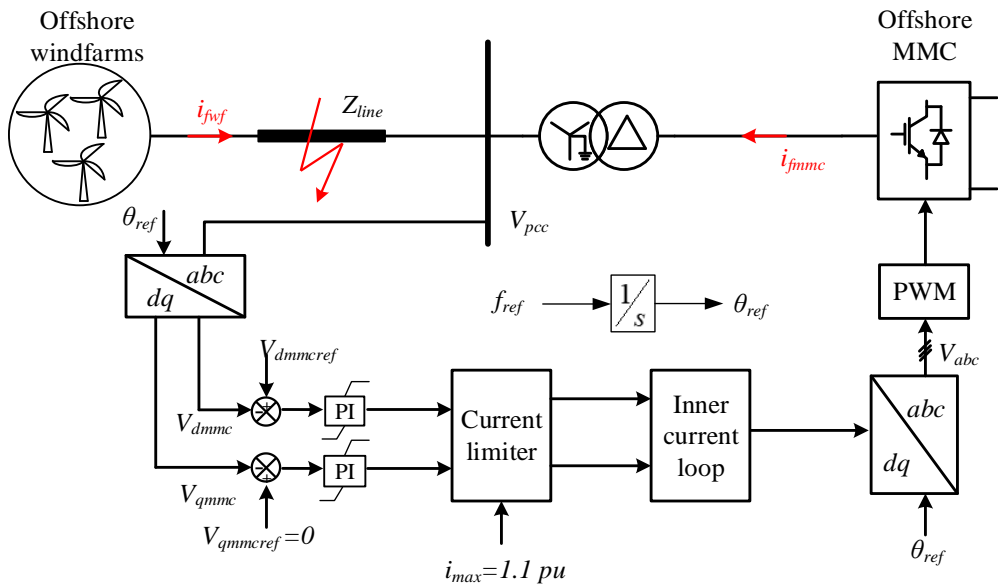 Offshore
windfarms
Offshore
MMC
i_fwf
Z_line
i_fmmc
θ_ref
V_pcc
abc
dq
f_ref
1
s
θ_ref
PWM
V_abc
V_dmmcref
V_dmmc
PI
Current
limiter
Inner
current
loop
abc
dq
V_qmmc
PI
V_qmmcref=0
i_max=1.1 pu
θ_ref